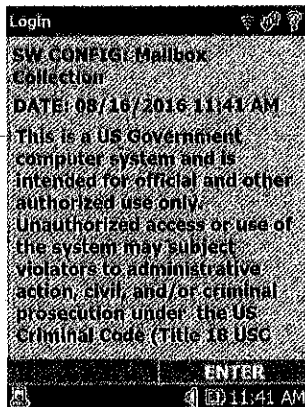 Login
SW CONFIG: Mailbox
Collection
DATE: 08/16/2016 11:41 AM
This is a US Government
computer system and is
intended for official and other
authorized use only.
Unauthorized access or use of
the system may subject
violators to administrative
action, civil, and/or criminal
prosecution under the US
Criminal Code (Title 18 USC
ENTER
11:41 AM